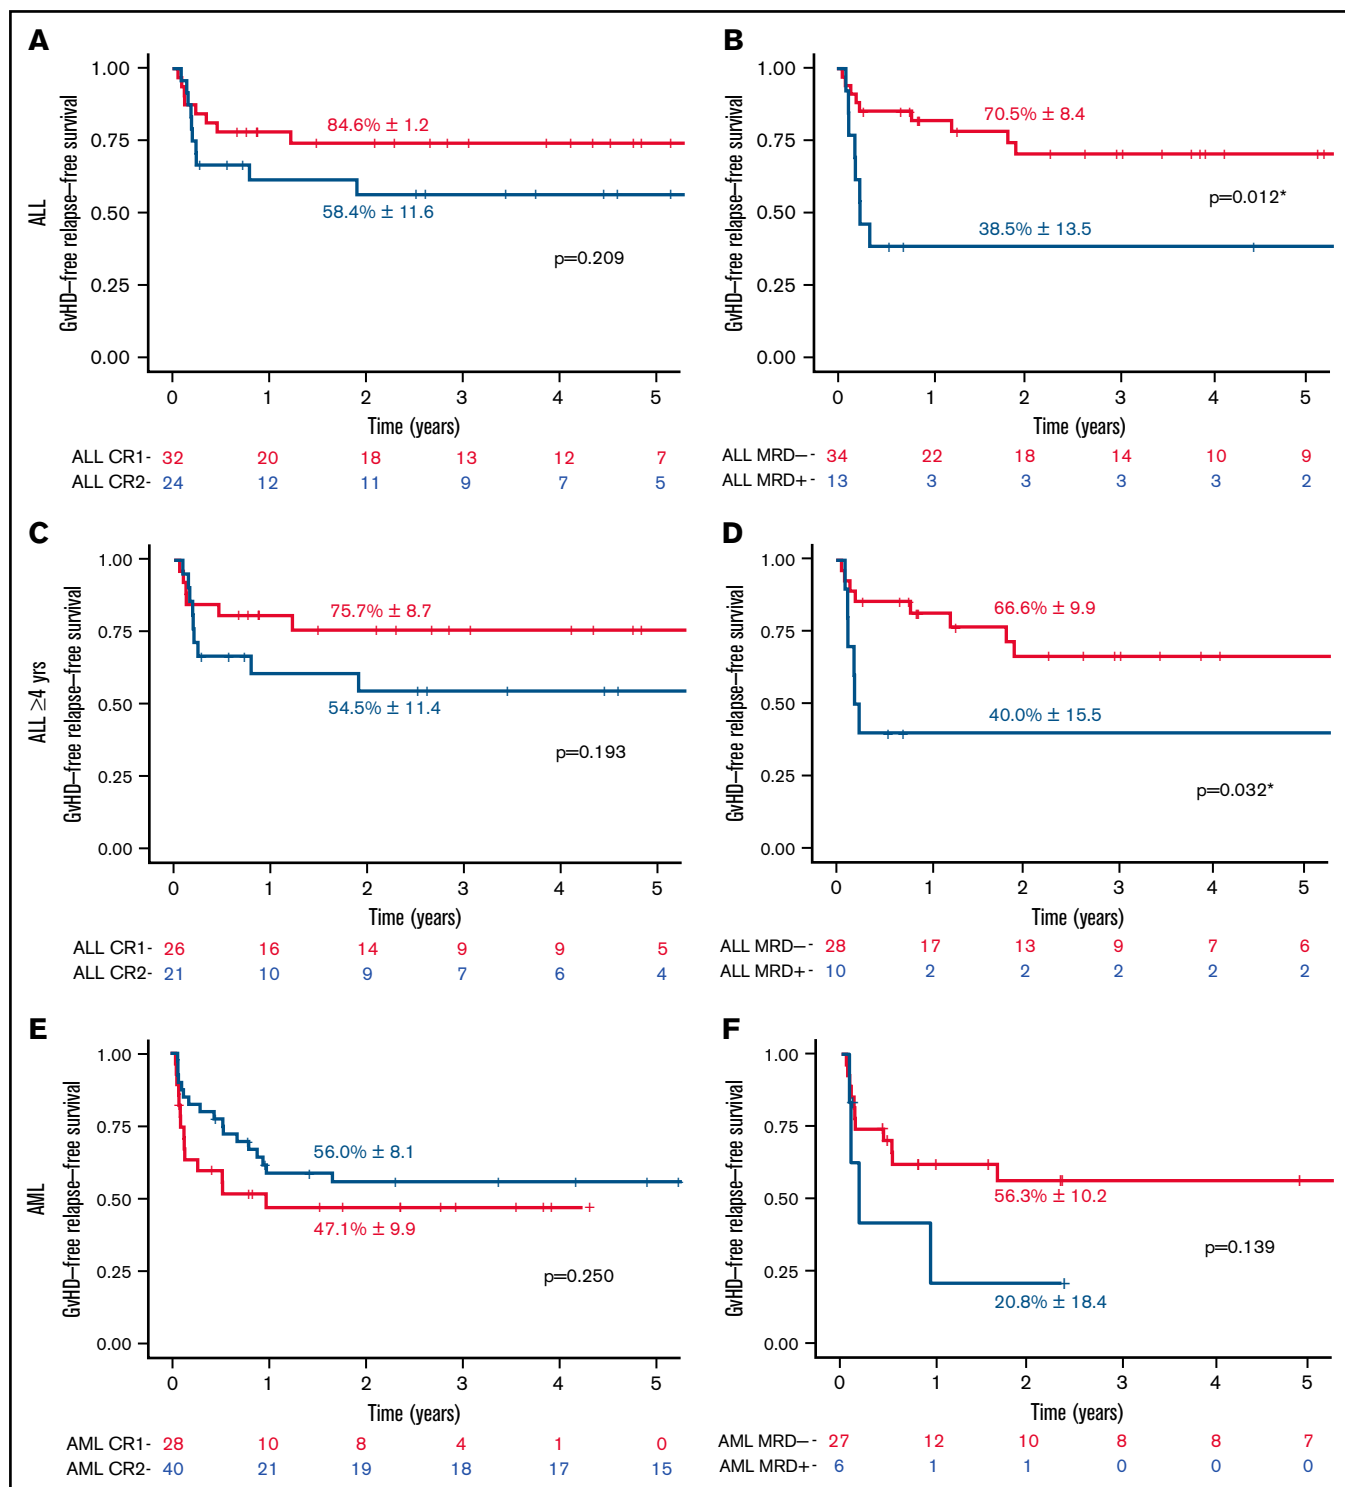 A
GvHD–free relapse–free survival
ALL
1.00
0.75
0.50
0.25
0.00
84.6% ± 1.2
58.4% ± 11.6
p=0.209
0 1 2 3 4 5
Time (years)
ALL CR1- 32 20 18 13 12 7
ALL CR2- 24 12 11 9 7 5
B
GvHD–free relapse–free survival
1.00
0.75
0.50
0.25
0.00
70.5% ± 8.4
p=0.012*
38.5% ± 13.5
0 1 2 3 4 5
Time (years)
ALL MRD–- 34 22 18 14 10 9
ALL MRD+- 13 3 3 3 3 2
C
GvHD–free relapse–free survival
ALL ≥4 yrs
1.00
0.75
0.50
0.25
0.00
75.7% ± 8.7
54.5% ± 11.4
p=0.193
0 1 2 3 4 5
Time (years)
ALL CR1- 26 16 14 9 9 5
ALL CR2- 21 10 9 7 6 4
D
GvHD–free relapse–free survival
1.00
0.75
0.50
0.25
0.00
66.6% ± 9.9
40.0% ± 15.5
p=0.032*
0 1 2 3 4 5
Time (years)
ALL MRD–- 28 17 13 9 7 6
ALL MRD+- 10 2 2 2 2 2
E
GvHD–free relapse–free survival
AML
1.00
0.75
0.50
0.25
0.00
56.0% ± 8.1
47.1% ± 9.9
p=0.250
0 1 2 3 4 5
Time (years)
AML CR1- 28 10 8 4 1 0
AML CR2- 40 21 19 18 17 15
F
GvHD–free relapse–free survival
1.00
0.75
0.50
0.25
0.00
56.3% ± 10.2
p=0.139
20.8% ± 18.4
0 1 2 3 4 5
Time (years)
AML MRD–- 27 12 10 8 8 7
AML MRD+- 6 1 1 0 0 0